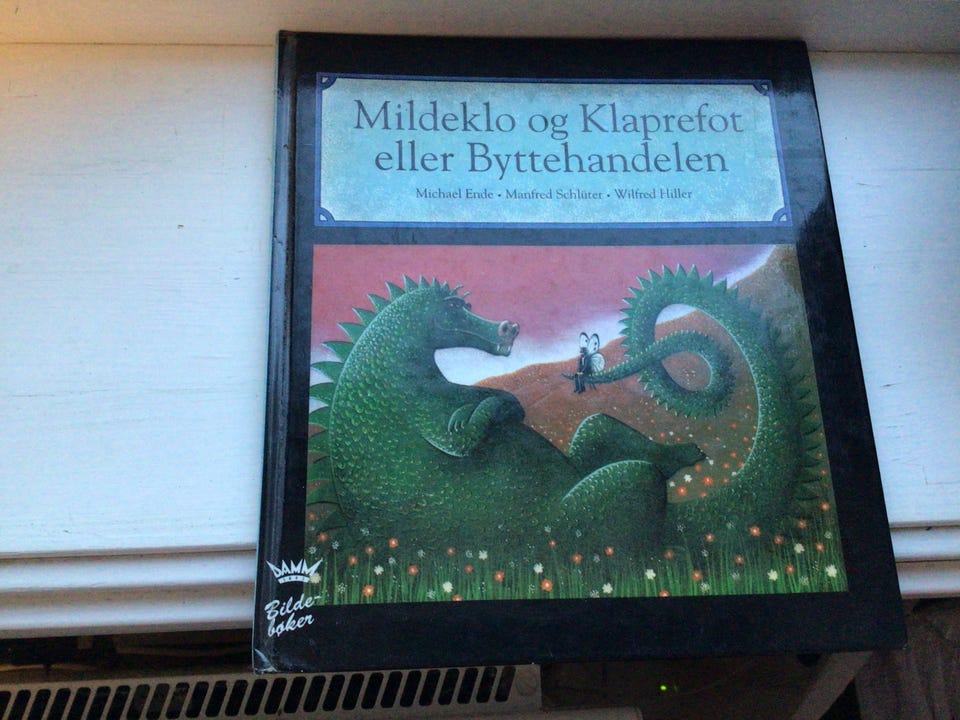 Mildeklo og Klaprefot
eller Byttehandelen
Michael Ende • Manfred Schlüter • Wilfred Hiller
DAMM
Bilde-
bøker